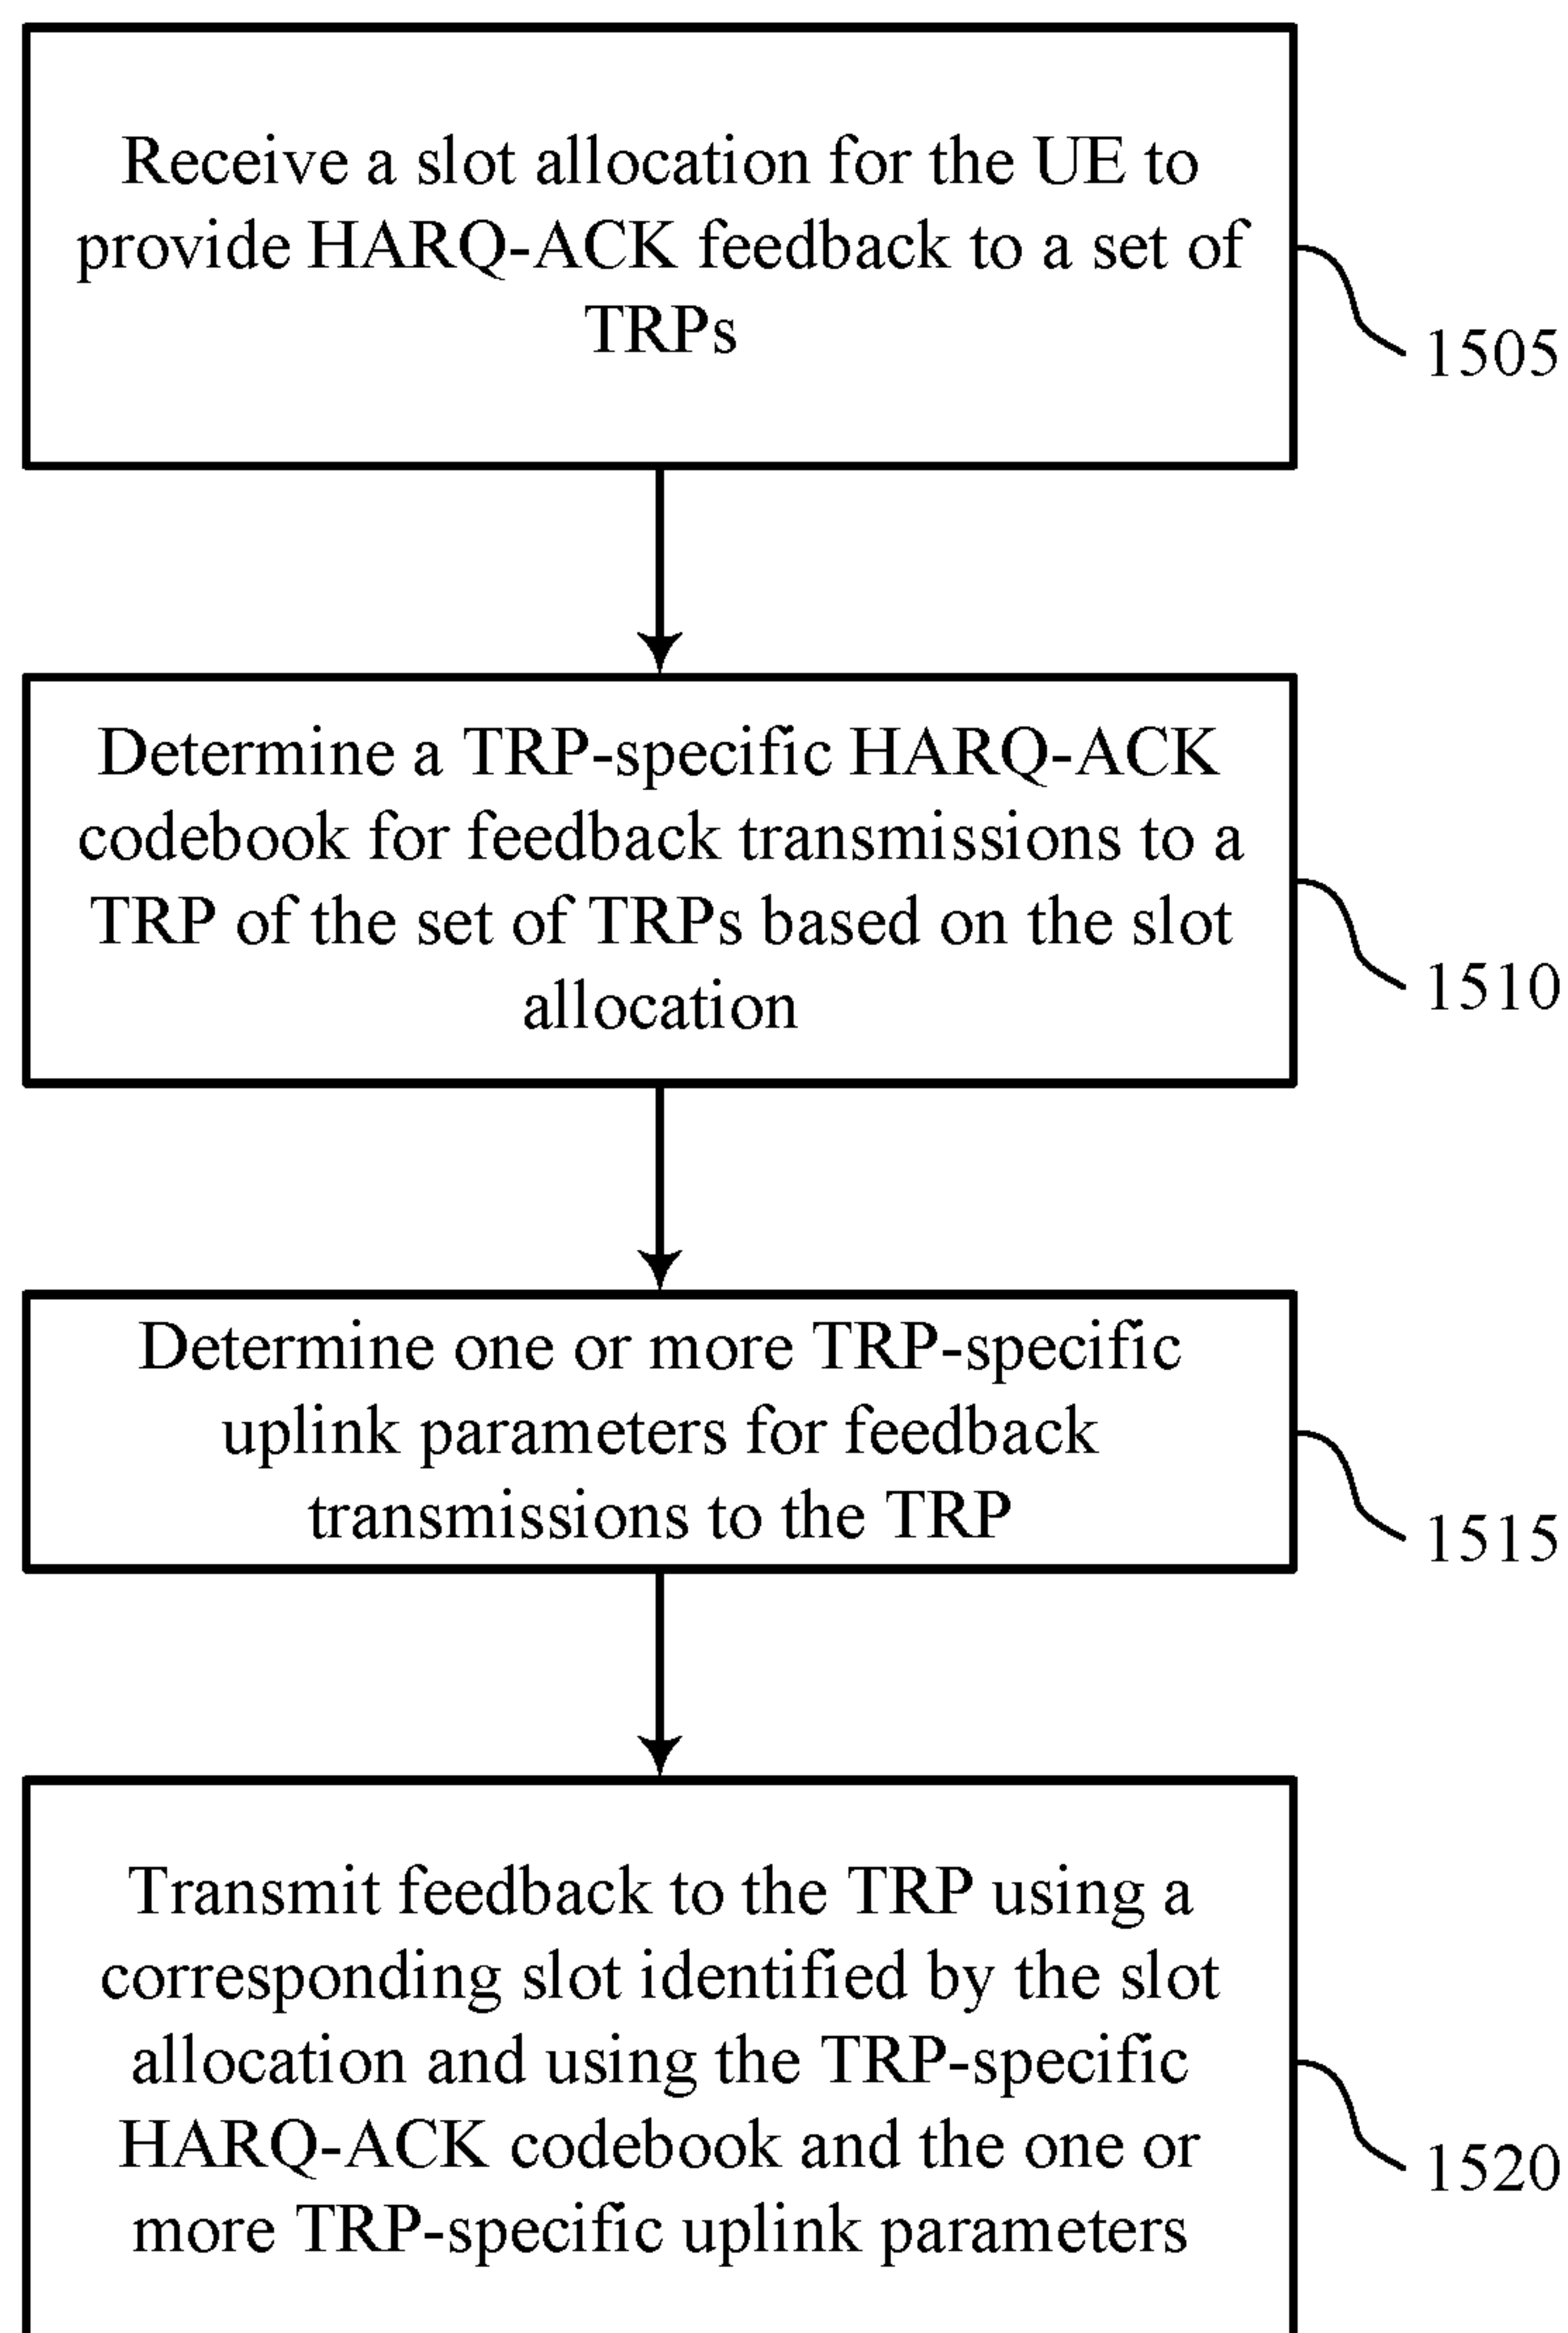 Receive a slot allocation for the UE to
provide HARQ-ACK feedback to a set of
TRPs
1505
Determine a TRP-specific HARQ-ACK
codebook for feedback transmissions to a
TRP of the set of TRPs based on the slot
allocation
1510
Determine one or more TRP-specific
uplink parameters for feedback
transmissions to the TRP
1515
Transmit feedback to the TRP using a
corresponding slot identified by the slot
allocation and using the TRP-specific
HARQ-ACK codebook and the one or
more TRP-specific uplink parameters
1520